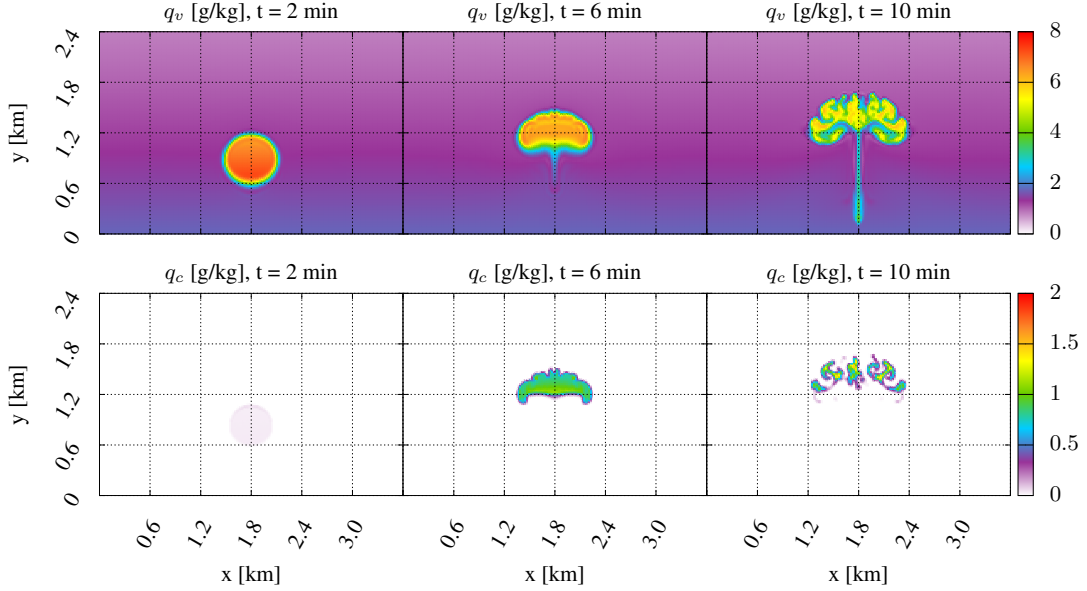 q_v [g/kg], t = 2 min
q_v [g/kg], t = 6 min
q_v [g/kg], t = 10 min
y [km]
2.4
1.8
1.2
0.6
0
8
6
4
2
0
q_c [g/kg], t = 2 min
q_c [g/kg], t = 6 min
q_c [g/kg], t = 10 min
y [km]
2.4
1.8
1.2
0.6
0
2
1.5
1
0.5
0
0.6 1.2 1.8 2.4 3.0
0.6 1.2 1.8 2.4 3.0
0.6 1.2 1.8 2.4 3.0
x [km]
x [km]
x [km]